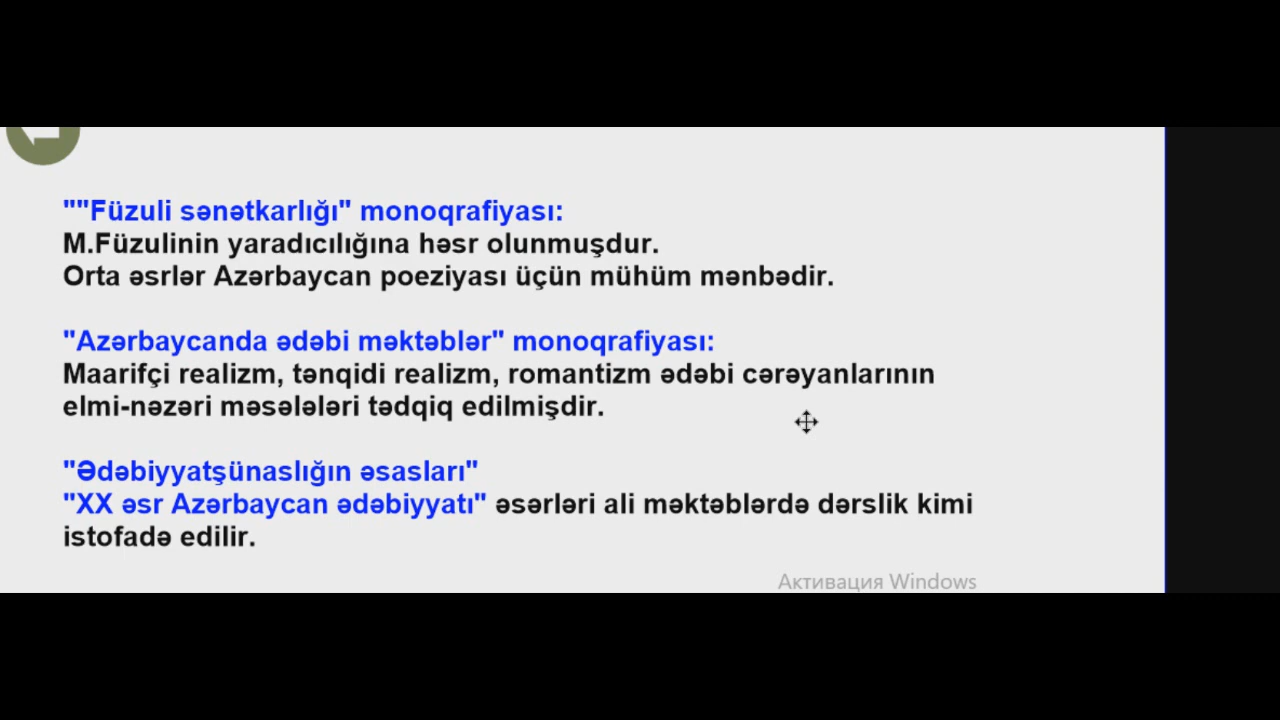 ""Füzuli sənətkarlığı" monoqrafiyası:
M.Füzulinin yaradıcılığına həsr olunmuşdur.
Orta əsrlər Azərbaycan poeziyası üçün mühüm mənbədir.
"Azərbaycanda ədəbi məktəblər" monoqrafiyası:
Maarifçi realizm, tənqidi realizm, romantizm ədəbi cərəyanlarının
elmi-nəzəri məsələləri tədqiq edilmişdir.
"Ədəbiyyatşünaslığın əsasları"
"XX əsr Azərbaycan ədəbiyyatı" əsərləri ali məktəblərdə dərslik kimi
istofadə edilir.
Активация Windows